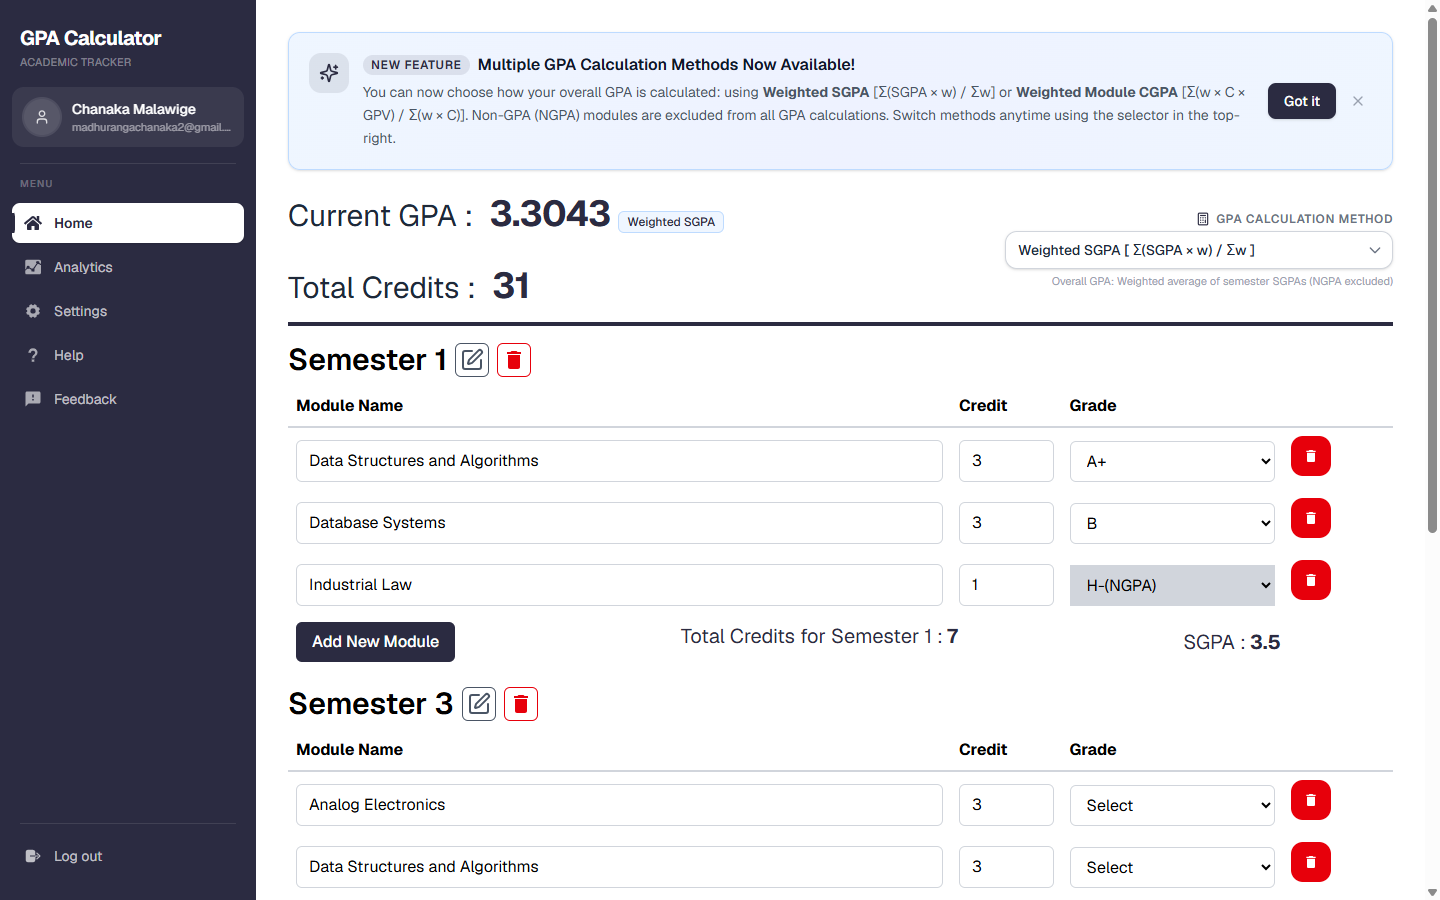 GPA Calculator
ACADEMIC TRACKER
Chanaka Malawige
madhurangachanaka2@gmail....
MENU
Home
Analytics
Settings
Help
Feedback
Log out
NEW FEATURE Multiple GPA Calculation Methods Now Available!
You can now choose how your overall GPA is calculated: using Weighted SGPA [Σ(SGPA × w) / Σw] or Weighted Module CGPA [Σ(w × C ×
GPV) / Σ(w × C)]. Non-GPA (NGPA) modules are excluded from all GPA calculations. Switch methods anytime using the selector in the top-
right.
Got it
Current GPA : 3.3043 Weighted SGPA
Total Credits : 31
GPA CALCULATION METHOD
Weighted SGPA [ Σ(SGPA × w) / Σw ]
Overall GPA: Weighted average of semester SGPAs (NGPA excluded)
Semester 1
Module Name Credit Grade
Data Structures and Algorithms 3 A+
Database Systems 3 B
Industrial Law 1 H-(NGPA)
Add New Module Total Credits for Semester 1 : 7 SGPA : 3.5
Semester 3
Module Name Credit Grade
Analog Electronics 3 Select
Data Structures and Algorithms 3 Select